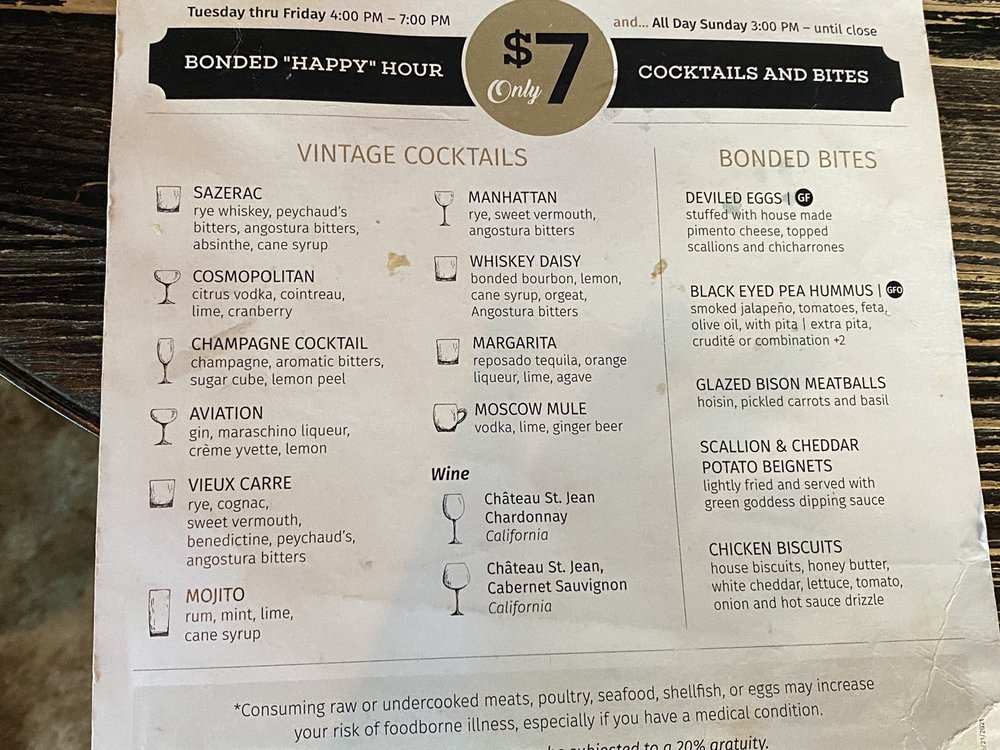 Tuesday thru Friday 4:00 PM – 7:00 PM
and... All Day Sunday 3:00 PM – until close
BONDED "HAPPY" HOUR
$7
Only
COCKTAILS AND BITES
VINTAGE COCKTAILS
SAZERAC
rye whiskey, peychaud's
bitters, angostura bitters,
absinthe, cane syrup
COSMOPOLITAN
citrus vodka, cointreau,
lime, cranberry
CHAMPAGNE COCKTAIL
champagne, aromatic bitters,
sugar cube, lemon peel
AVIATION
gin, maraschino liqueur,
crème yvette, lemon
VIEUX CARRE
rye, cognac,
sweet vermouth,
benedictine, peychaud's,
angostura bitters
MOJITO
rum, mint, lime,
cane syrup
MANHATTAN
rye, sweet vermouth,
angostura bitters
WHISKEY DAISY
bonded bourbon, lemon,
cane syrup, orgeat,
Angostura bitters
MARGARITA
reposado tequila, orange
liqueur, lime, agave
MOSCOW MULE
vodka, lime, ginger beer
Wine
Château St. Jean
Chardonnay
California
Château St. Jean,
Cabernet Sauvignon
California
BONDED BITES
DEVILED EGGS | GF
stuffed with house made
pimento cheese, topped
scallions and chicharrones
BLACK EYED PEA HUMMUS | GFO
smoked jalapeño, tomatoes, feta,
olive oil, with pita | extra pita,
crudité or combination +2
GLAZED BISON MEATBALLS
hoisin, pickled carrots and basil
SCALLION & CHEDDAR
POTATO BEIGNETS
lightly fried and served with
green goddess dipping sauce
CHICKEN BISCUITS
house biscuits, honey butter,
white cheddar, lettuce, tomato,
onion and hot sauce drizzle
*Consuming raw or undercooked meats, poultry, seafood, shellfish, or eggs may increase
your risk of foodborne illness, especially if you have a medical condition.
be subjected to a 20% gratuity.